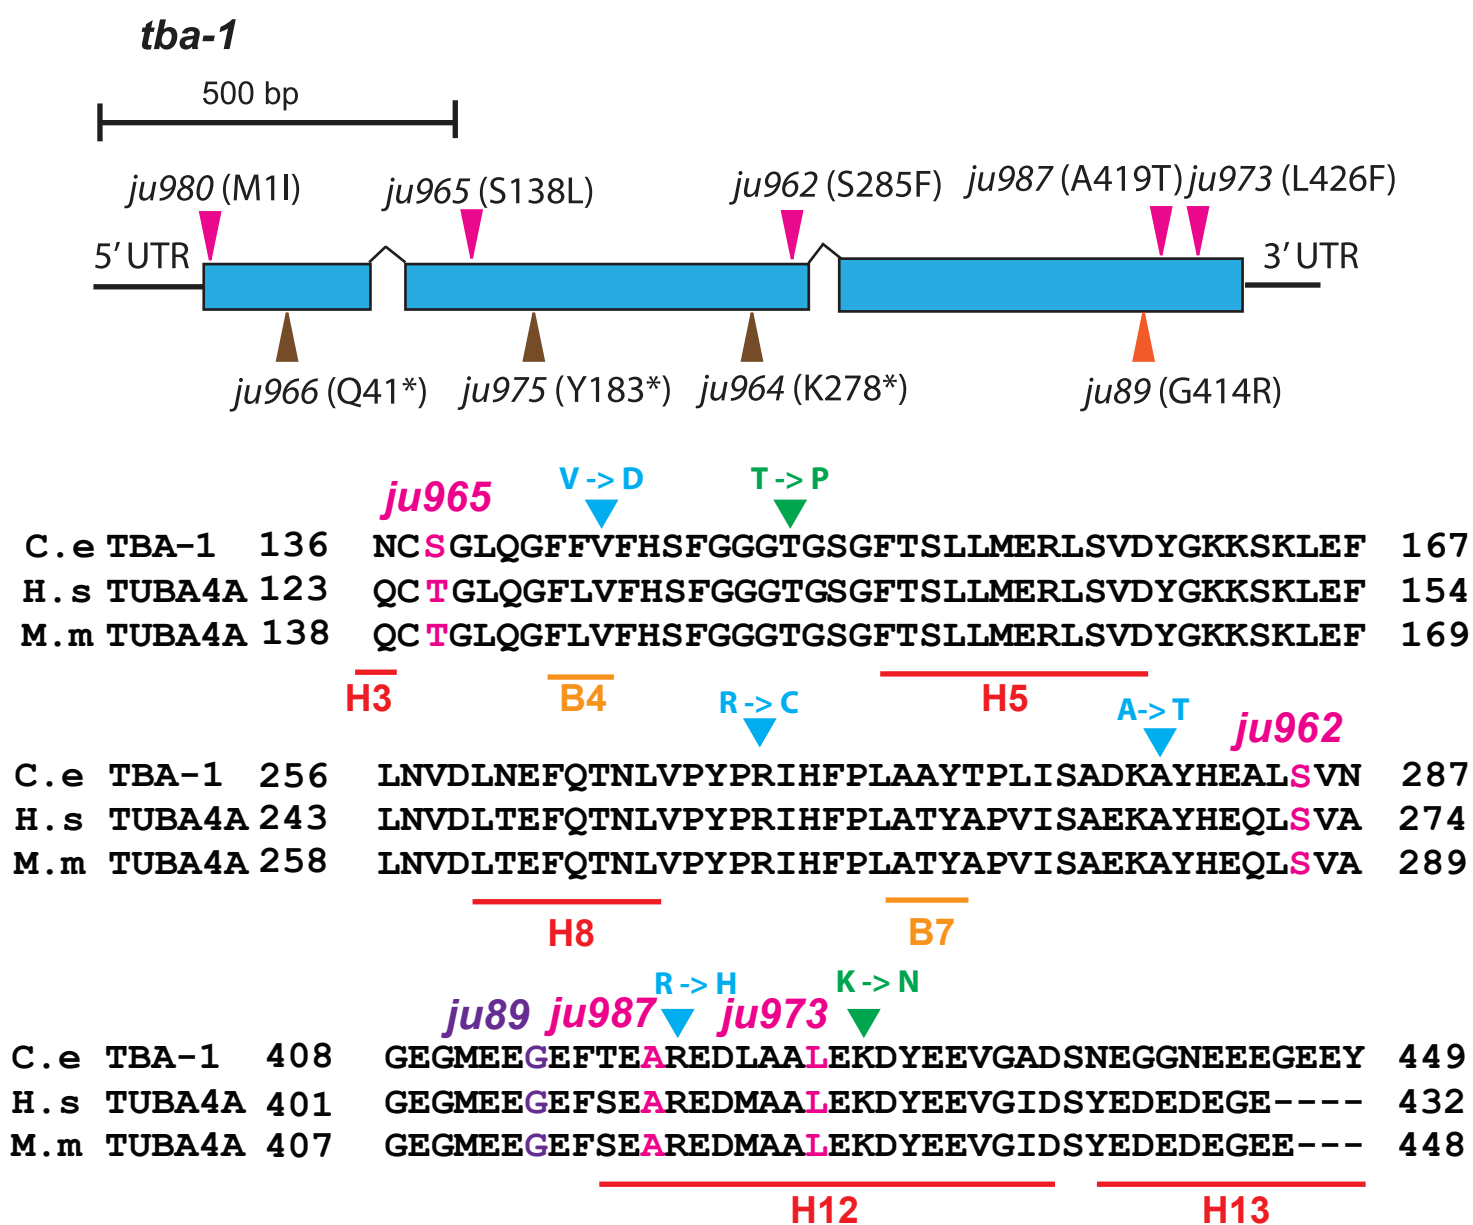 tba-1
500 bp
ju980 (M1I) ju965 (S138L) ju962 (S285F) ju987 (A419T) ju973 (L426F)
5' UTR 3' UTR
ju966 (Q41*) ju975 (Y183*) ju964 (K278*) ju89 (G414R)
ju965 V -> D T -> P
C.e TBA-1 136 NCSGLQGFFVFHSFGGGTGSGFTSLLMERLSVDYGKKSKLEF 167
H.s TUBA4A 123 QCTGLQGFLVFHSFGGGTGSGFTSLLMERLSVDYGKKSKLEF 154
M.m TUBA4A 138 QCTGLQGFLVFHSFGGGTGSGFTSLLMERLSVDYGKKSKLEF 169
H3 B4 H5
R -> C A-> T ju962
C.e TBA-1 256 LNVDLNEFQTNLVPYPRIHFPLAAYTPLISADKAYHEALSVN 287
H.s TUBA4A 243 LNVDLTEFQTNLVPYPRIHFPLATYAPVISAEKAYHEQLSVA 274
M.m TUBA4A 258 LNVDLTEFQTNLVPYPRIHFPLATYAPVISAEKAYHEQLSVA 289
H8 B7
ju89 ju987 R -> H ju973 K -> N
C.e TBA-1 408 GEGMEEGEFTEAREDLAALEKDYEEVGADSNEGGNEEEGEEY 449
H.s TUBA4A 401 GEGMEEGEFSEAREDMAALEKDYEEVGIDSYEDEDEGE---- 432
M.m TUBA4A 407 GEGMEEGEFSEAREDMAALEKDYEEVGIDSYEDEDEGEE--- 448
H12 H13